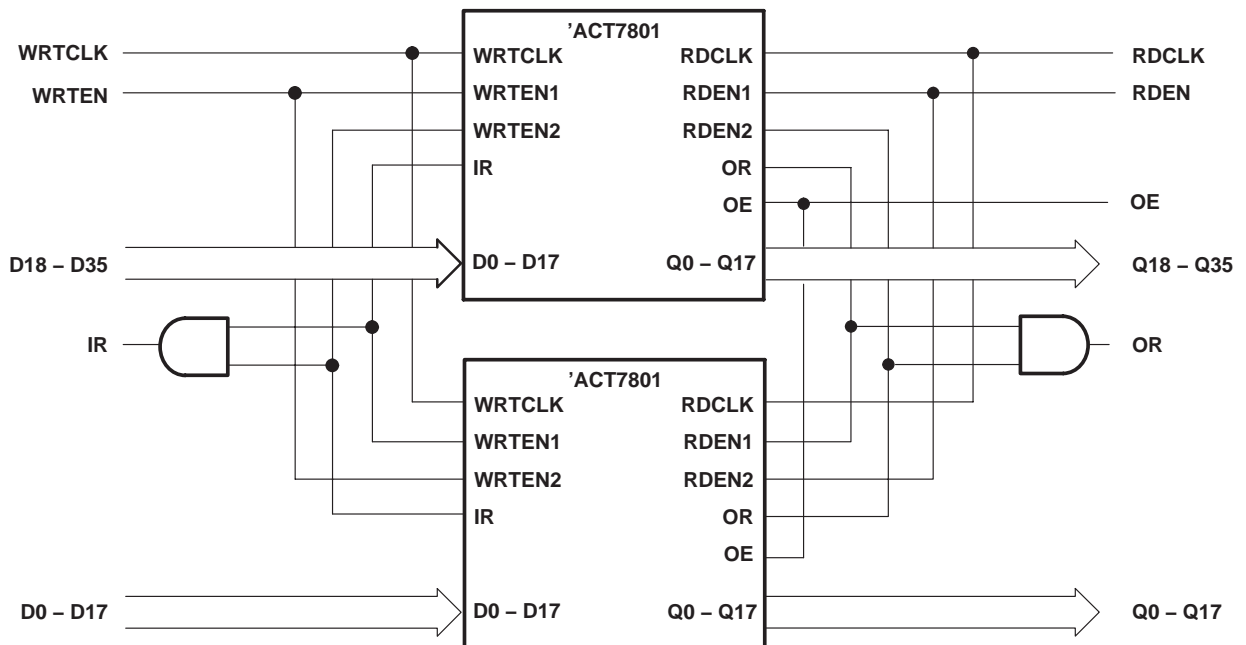 'ACT7801
WRTCLK WRTCLK RDCLK RDCLK
WRTEN WRTEN1 RDEN1 RDEN
WRTEN2 RDEN2
IR OR
OE OE
D18 – D35 D0 – D17 Q0 – Q17 Q18 – Q35
IR OR
'ACT7801
WRTCLK RDCLK
WRTEN1 RDEN1
WRTEN2 RDEN2
IR OR
OE
D0 – D17 D0 – D17 Q0 – Q17 Q0 – Q17